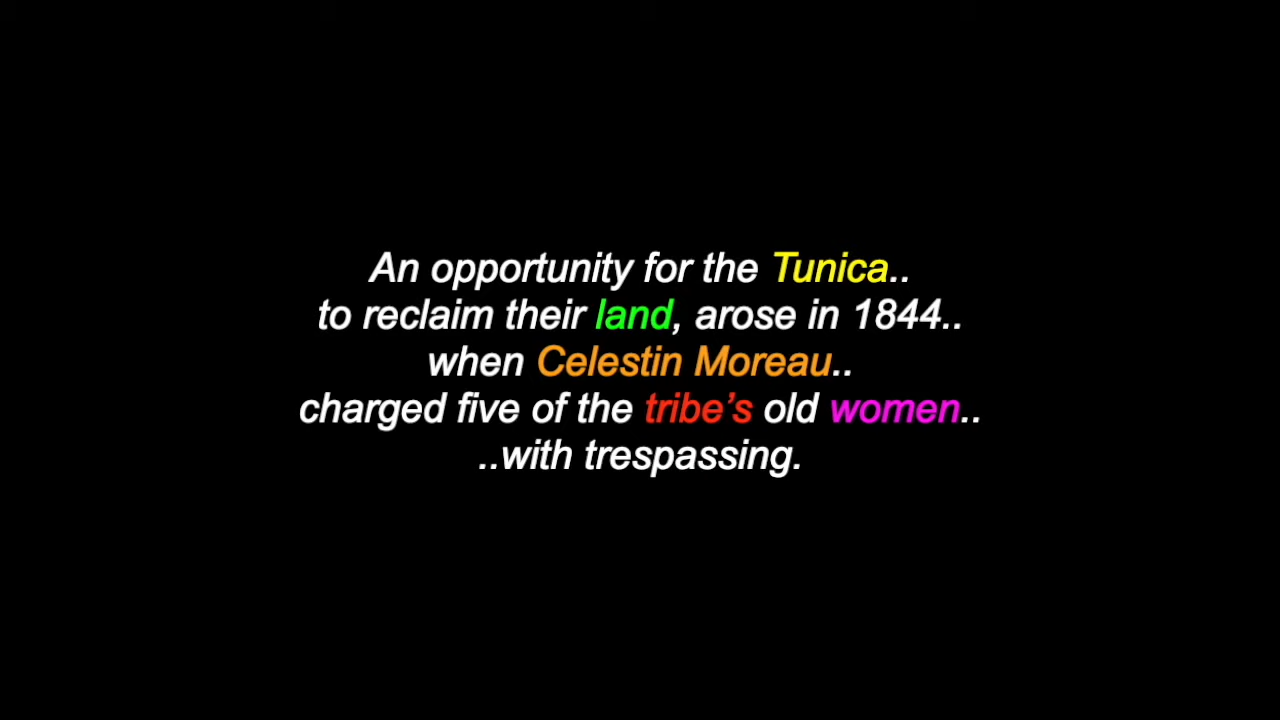 An opportunity for the Tunica..
to reclaim their land, arose in 1844..
when Celestin Moreau..
charged five of the tribe’s old women..
..with trespassing.